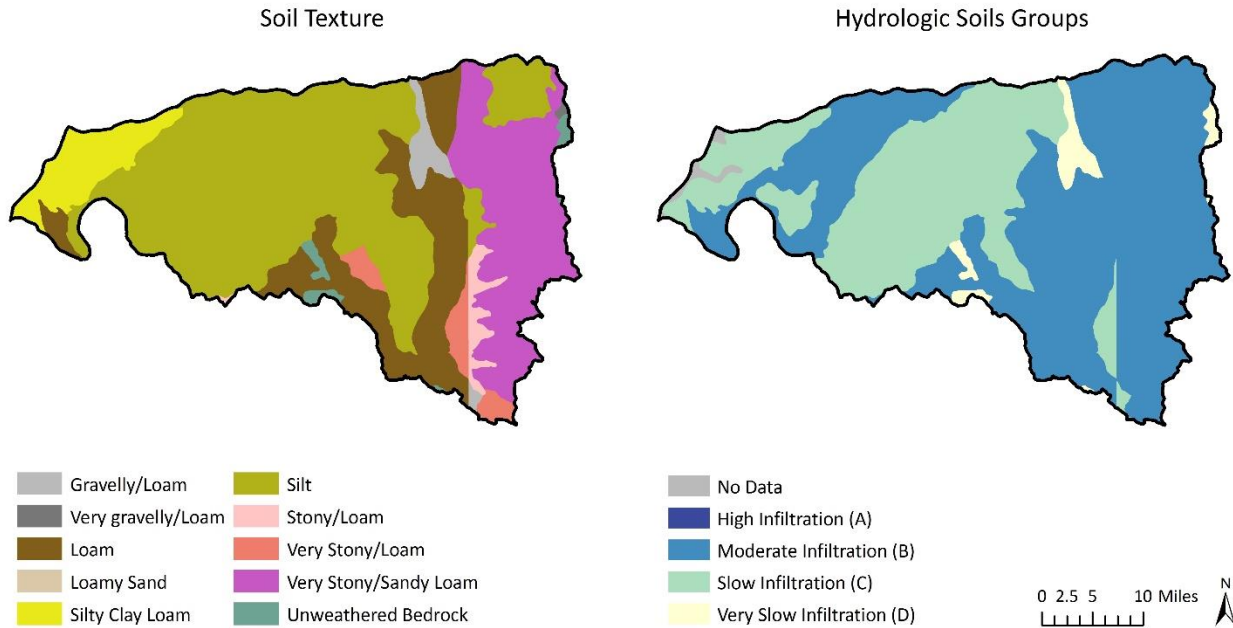 Soil Texture
Hydrologic Soils Groups
Gravelly/Loam
Very gravelly/Loam
Loam
Loamy Sand
Silty Clay Loam
Silt
Stony/Loam
Very Stony/Loam
Very Stony/Sandy Loam
Unweathered Bedrock
No Data
High Infiltration (A)
Moderate Infiltration (B)
Slow Infiltration (C)
Very Slow Infiltration (D)
0 2.5 5 10 Miles
N